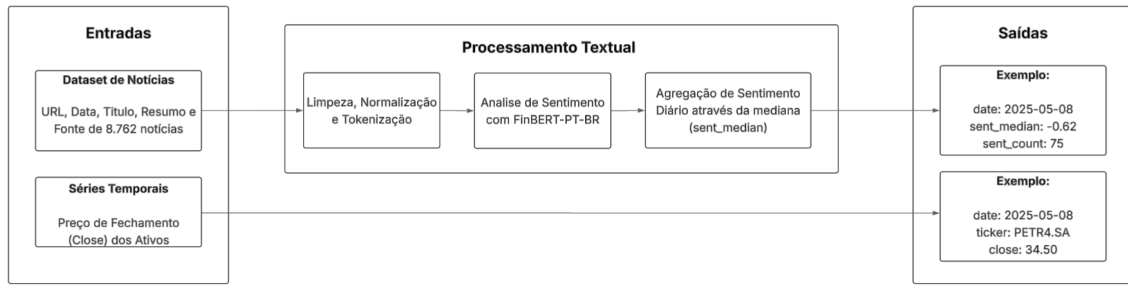 Entradas
Dataset de Notícias
URL, Data, Titulo, Resumo e
Fonte de 8.762 notícias
Séries Temporais
Preço de Fechamento
(Close) dos Ativos
Processamento Textual
Limpeza, Normalização
e Tokenização
Analise de Sentimento
com FinBERT-PT-BR
Agregação de Sentimento
Diário através da mediana
(sent_median)
Saídas
Exemplo:
date: 2025-05-08
sent_median: -0.62
sent_count: 75
Exemplo:
date: 2025-05-08
ticker: PETR4.SA
close: 34.50